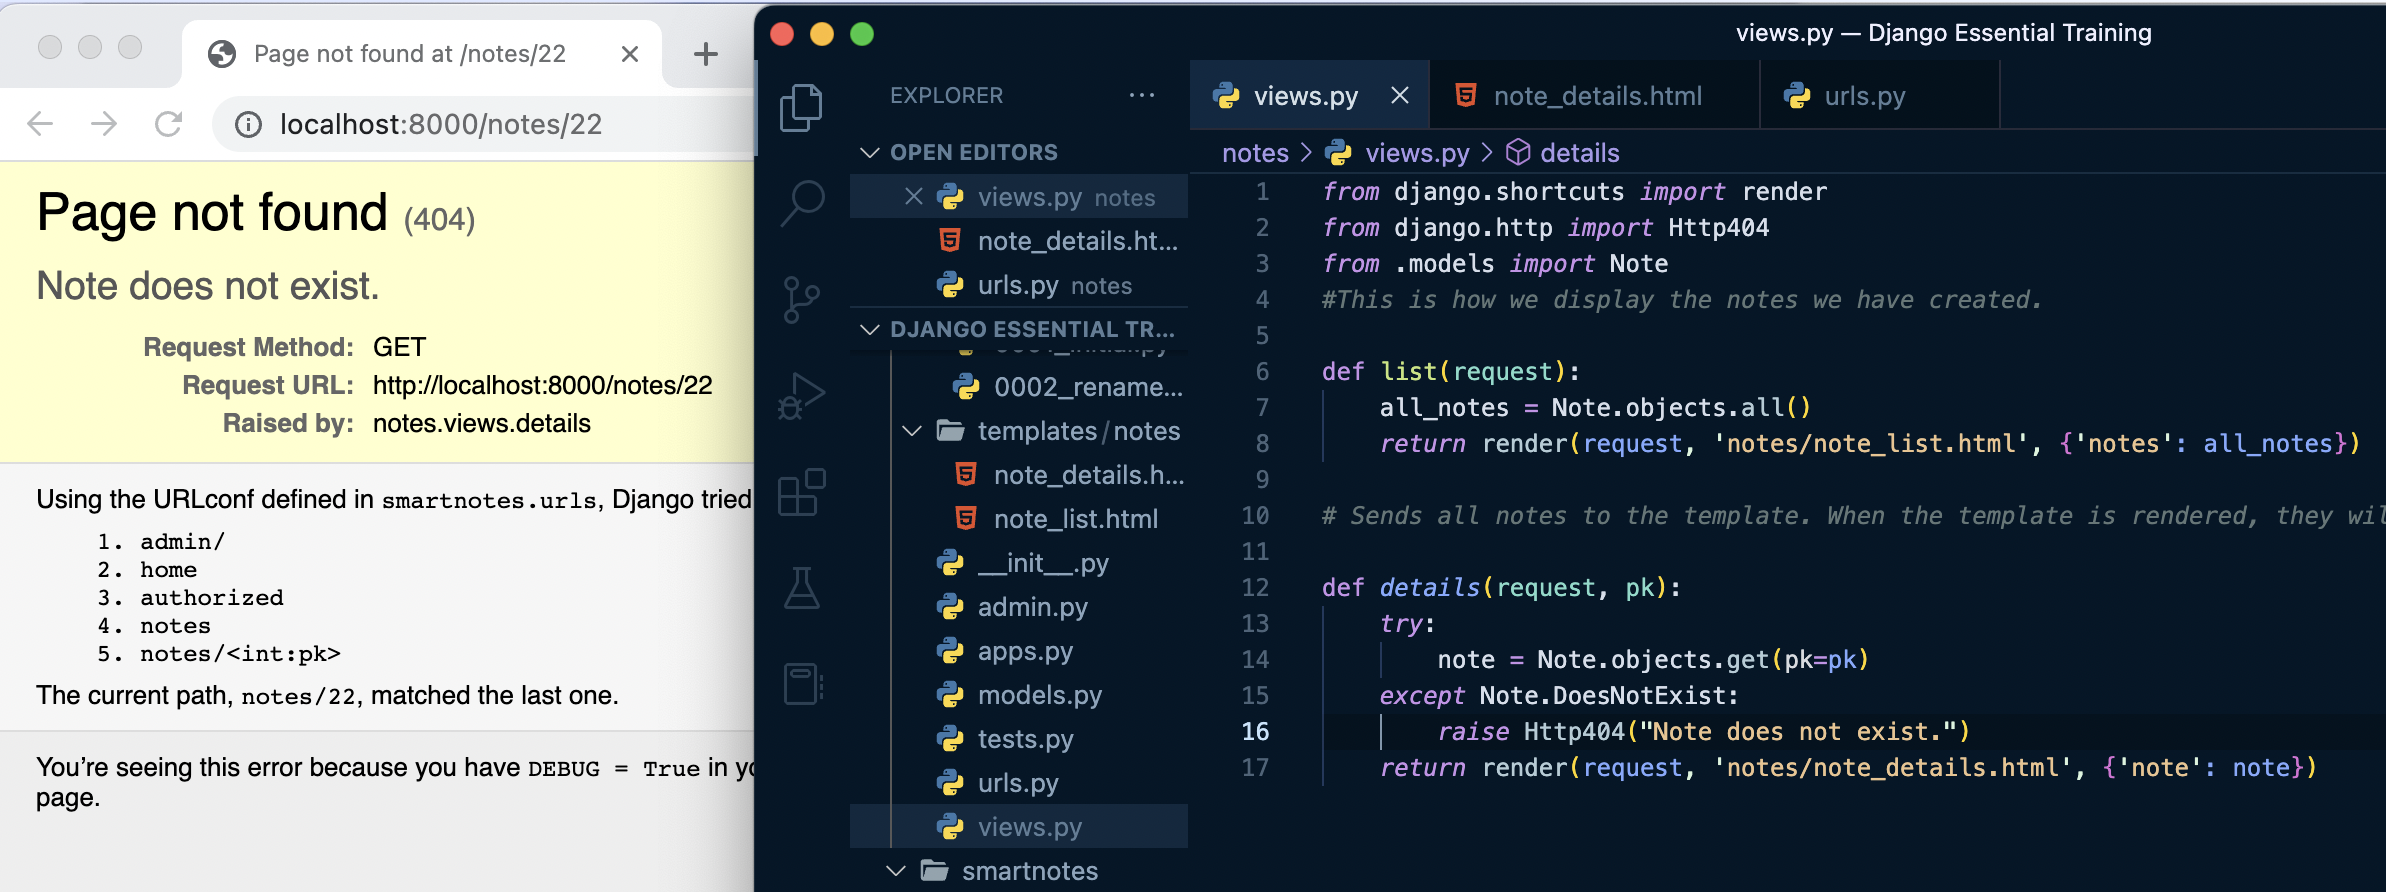 Page not found at /notes/22
localhost:8000/notes/22
Page not found (404)
Note does not exist.
Request Method: GET
Request URL: http://localhost:8000/notes/22
Raised by: notes.views.details
Using the URLconf defined in smartnotes.urls, Django tried
1. admin/
2. home
3. authorized
4. notes
5. notes/<int:pk>
The current path, notes/22, matched the last one.
You’re seeing this error because you have DEBUG = True in
page.
views.py — Django Essential Training
EXPLORER
OPEN EDITORS
views.py notes
note_details.ht...
urls.py notes
DJANGO ESSENTIAL TR...
0001_initial.py
0002_rename...
templates/notes
note_details.h...
note_list.html
__init__.py
admin.py
apps.py
models.py
tests.py
urls.py
views.py
smartnotes
views.py
note_details.html
urls.py
notes > views.py > details
1 from django.shortcuts import render
2 from django.http import Http404
3 from .models import Note
4 #This is how we display the notes we have created.
5
6 def list(request):
7 all_notes = Note.objects.all()
8 return render(request, 'notes/note_list.html', {'notes': all_notes})
9
10 # Sends all notes to the template. When the template is rendered, they
11
12 def details(request, pk):
13 try:
14 note = Note.objects.get(pk=pk)
15 except Note.DoesNotExist:
16 raise Http404("Note does not exist.")
17 return render(request, 'notes/note_details.html', {'note': note})